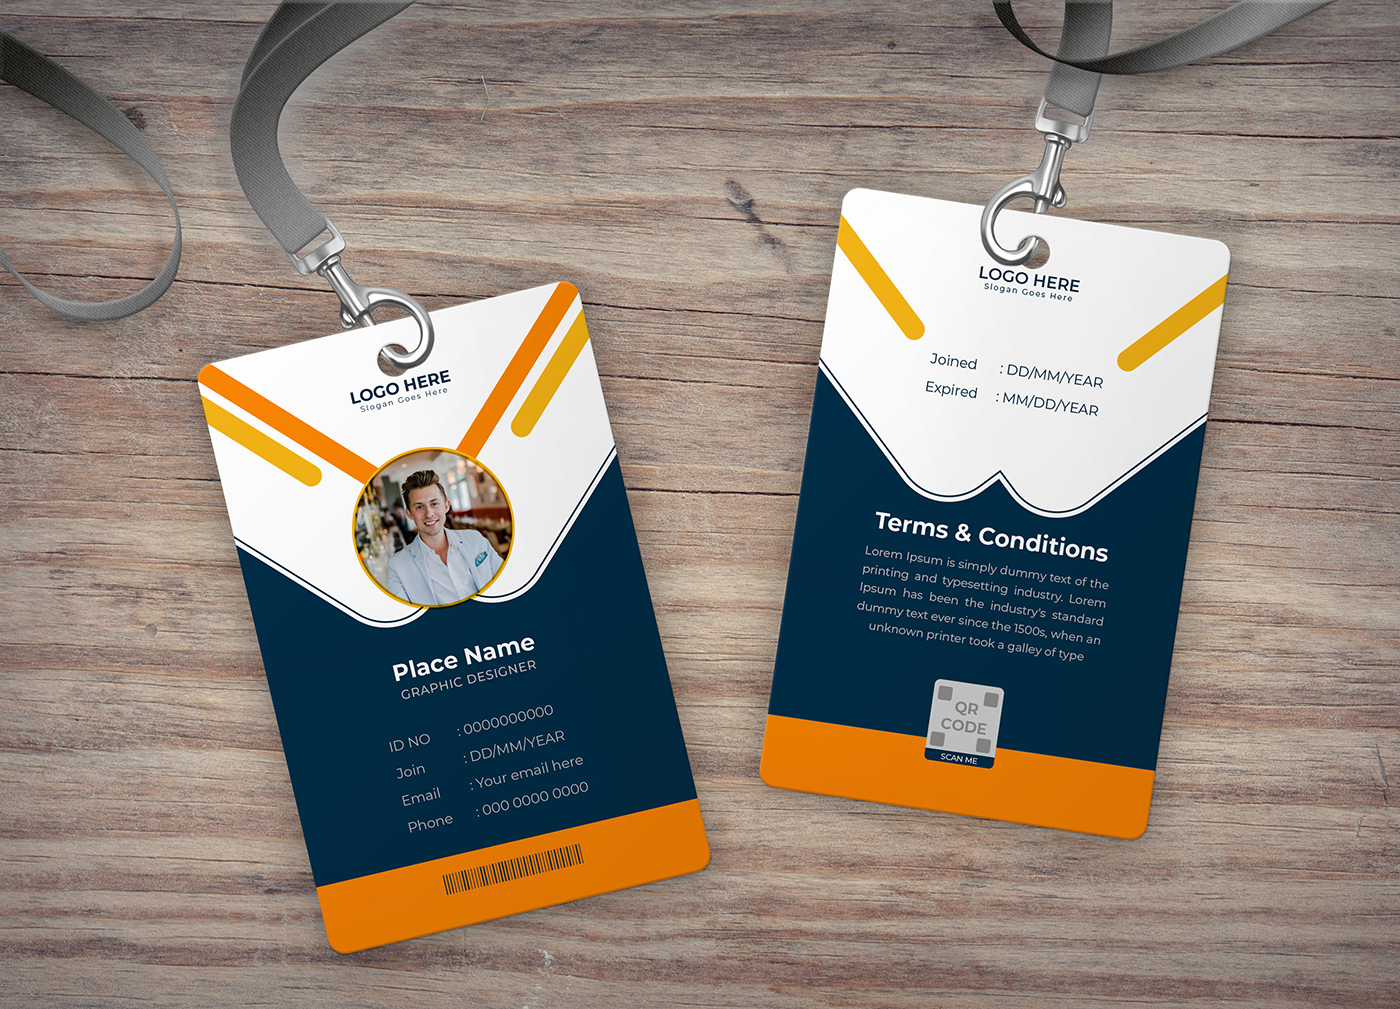 LOGO HERE
Slogan Goes Here
Place Name
GRAPHIC DESIGNER
ID NO : 0000000000
Join : DD/MM/YEAR
Email : Your email here
Phone : 000 0000 0000
LOGO HERE
Slogan Goes Here
Joined : DD/MM/YEAR
Expired : MM/DD/YEAR
Terms & Conditions
Lorem Ipsum is simply dummy text of the
printing and typesetting industry. Lorem
Ipsum has been the industry's standard
dummy text ever since the 1500s, when an
unknown printer took a galley of type
QR
CODE
SCAN ME